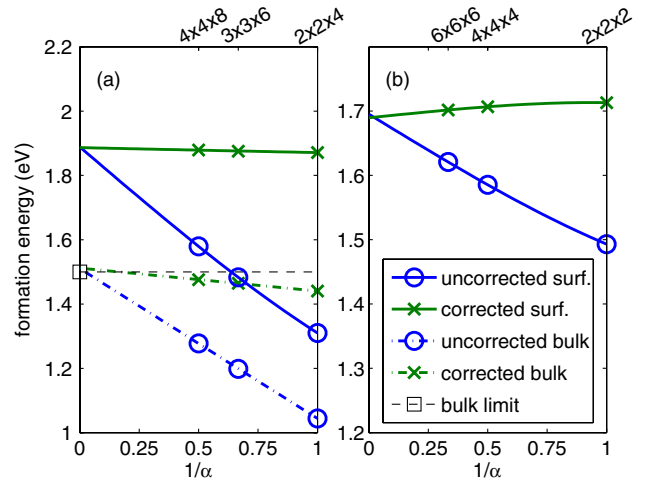 4x4x8 3x3x6 2x2x4
6x6x6 4x4x4 2x2x2
(a)
(b)
formation energy (eV)
2.2
2
1.8
1.6
1.4
1.2
1
1.7
1.6
1.5
1.4
1.3
1.2
uncorrected surf.
corrected surf.
uncorrected bulk
corrected bulk
bulk limit
0 0.25 0.5 0.75 1
0 0.25 0.5 0.75 1
1/α
1/α